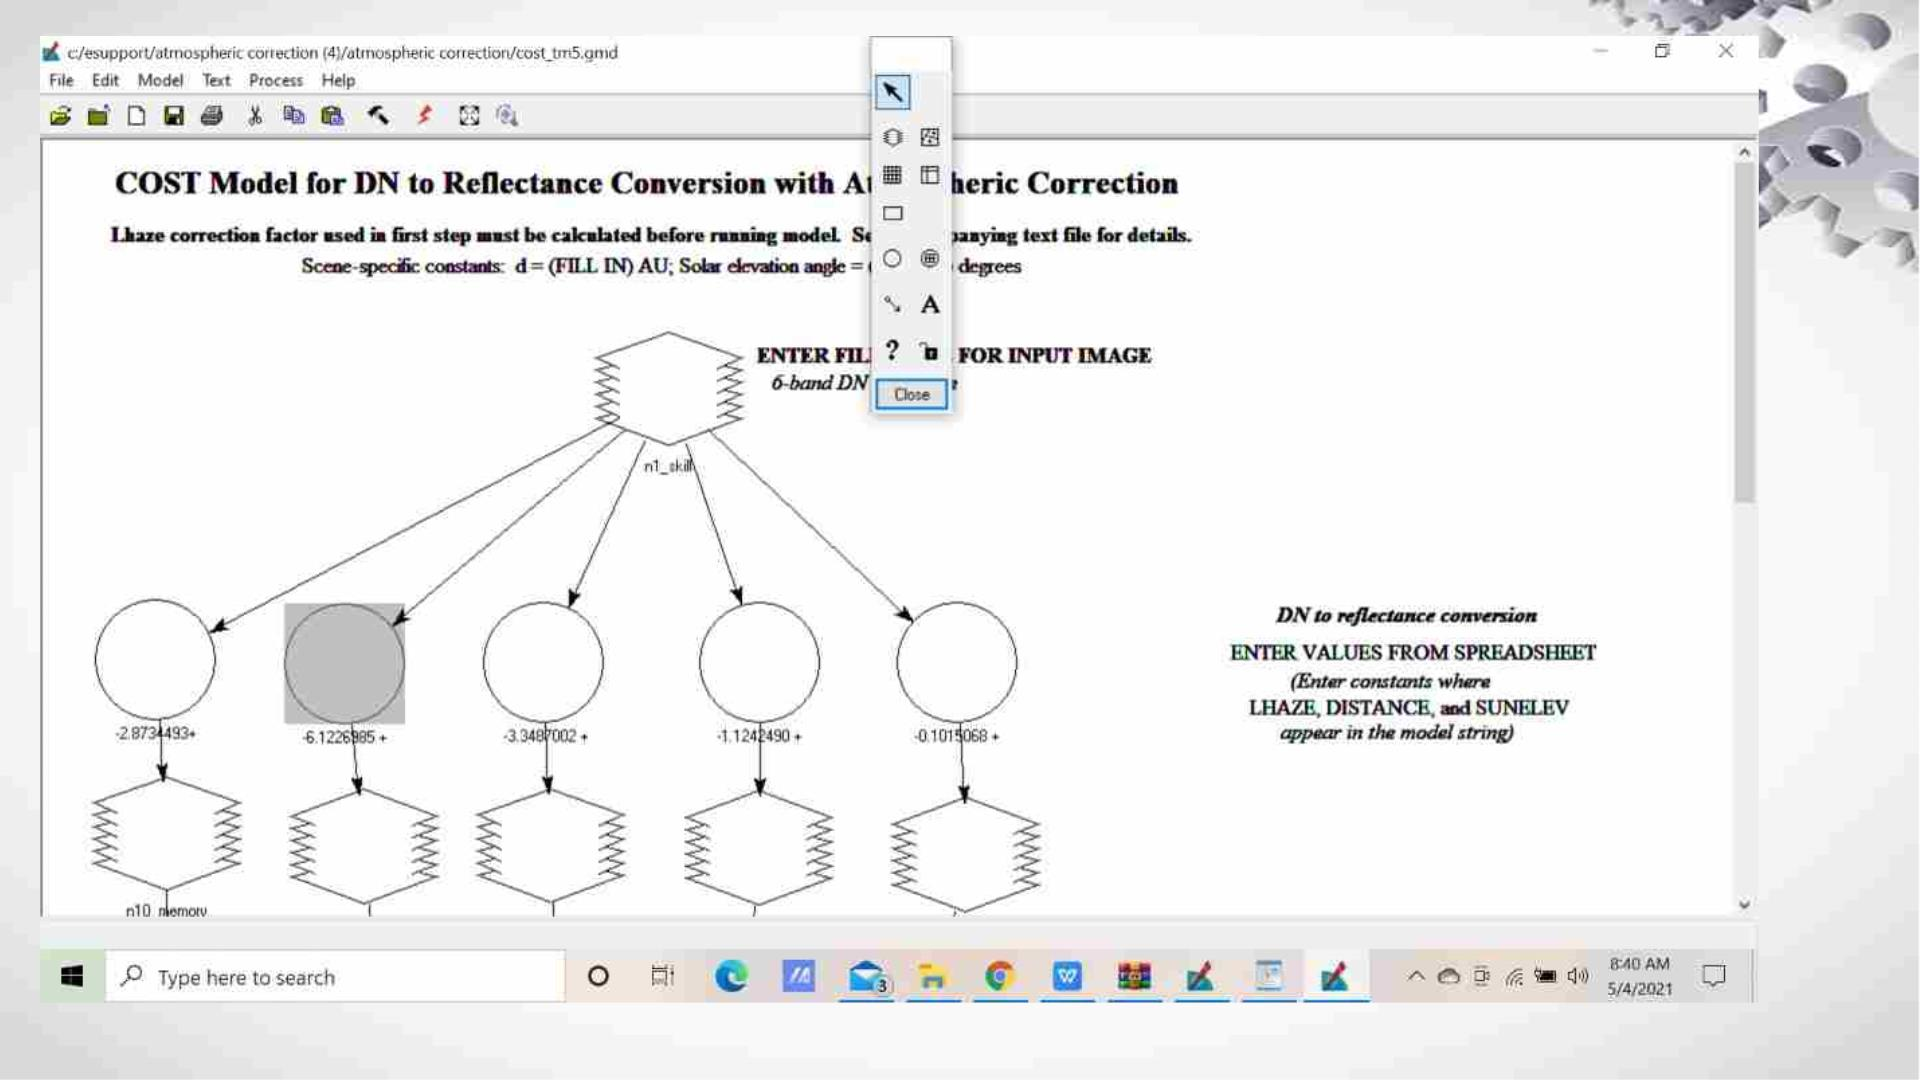 c:/esupport/atmospheric correction (4)/atmospheric correction/cost_tm5.gmd
File Edit Model Text Process Help
COST Model for DN to Reflectance Conversion with At heric Correction
Lhaze correction factor used in first step must be calculated before running model. Se panying text file for details.
Scene-specific constants: d = (FILL IN) AU; Solar elevation angle = ( degrees
A
?
Close
ENTER FIL FOR INPUT IMAGE
6-band DN
n1_skill
DN to reflectance conversion
ENTER VALUES FROM SPREADSHEET
(Enter constants where
LHAZE, DISTANCE, and SUNELEV
appear in the model string)
-2.8734493+ -6.1226985 + -3.3487002 + -1.1242490 + -0.1015068 +
n10_memory
Type here to search
3
8:40 AM
5/4/2021